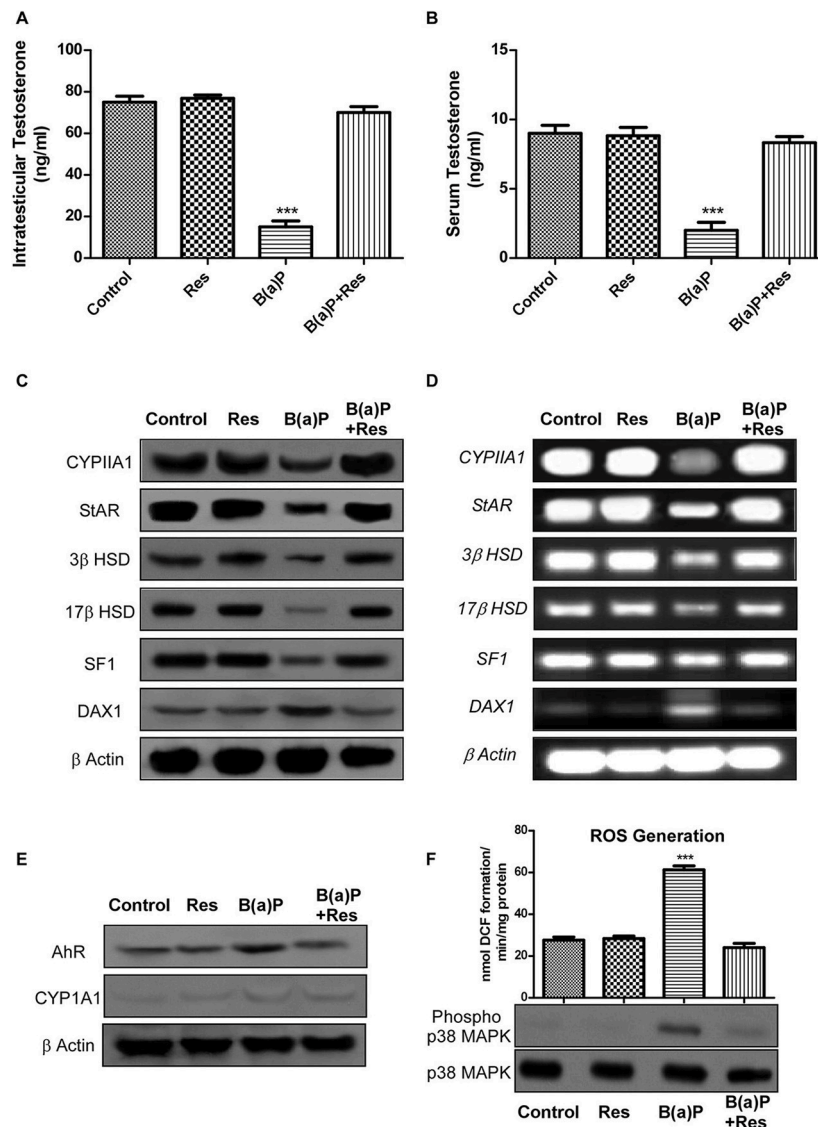 A
Intratesticular Testosterone
(ng/ml)
100
80
60
40
20
0
***
Control
Res
B(a)P
B(a)P+Res
B
Serum Testosterone
(ng/ml)
15
10
5
0
***
Control
Res
B(a)P
B(a)P+Res
C
Control Res B(a)P B(a)P
+Res
CYPIIA1
StAR
3β HSD
17β HSD
SF1
DAX1
β Actin
D
Control Res B(a)P B(a)P
+Res
CYPIIA1
StAR
3β HSD
17β HSD
SF1
DAX1
β Actin
E
Control Res B(a)P B(a)P
+Res
AhR
CYP1A1
β Actin
F
ROS Generation
nmol DCF formation/
min/mg protein
80
60
40
20
0
***
Phospho
p38 MAPK
p38 MAPK
Control Res B(a)P B(a)P
+Res